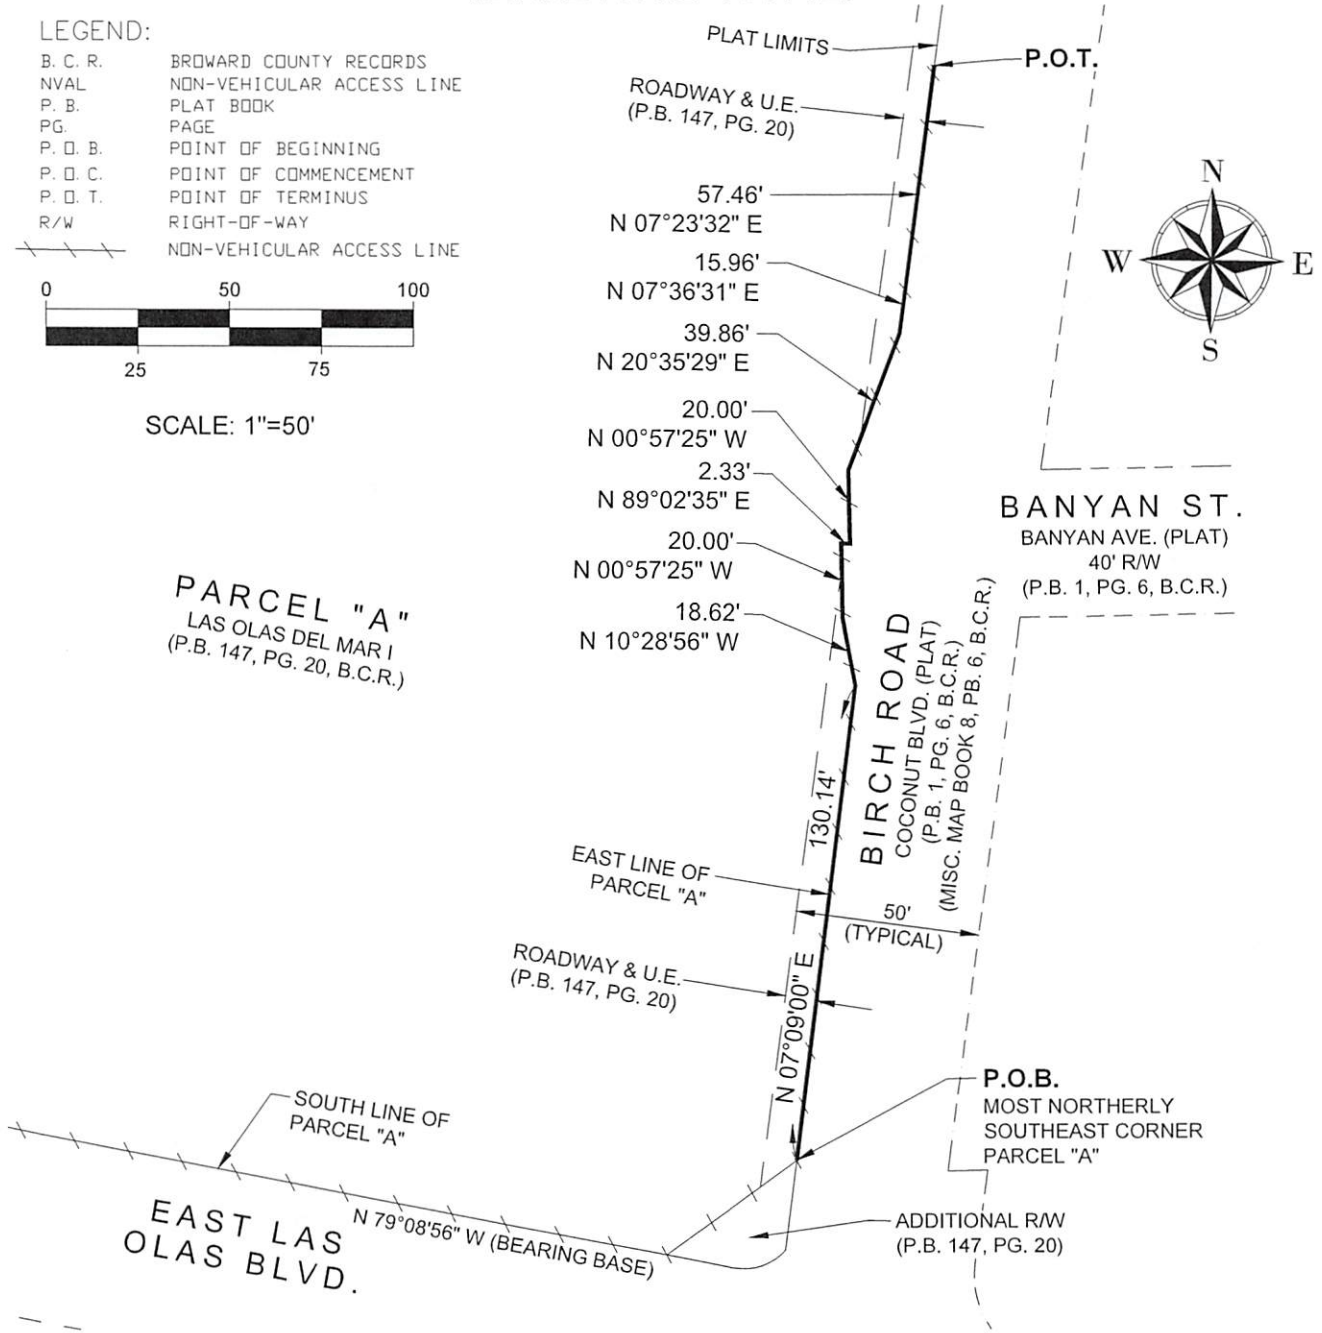 LEGEND:
B. C. R. BROWARD COUNTY RECORDS
NVAL NON-VEHICULAR ACCESS LINE
P. B. PLAT BOOK
PG. PAGE
P. O. B. POINT OF BEGINNING
P. O. C. POINT OF COMMENCEMENT
P. O. T. POINT OF TERMINUS
R/W RIGHT-OF-WAY
NON-VEHICULAR ACCESS LINE
0 50 100
25 75
SCALE: 1"=50'
PLAT LIMITS
P.O.T.
ROADWAY & U.E.
(P.B. 147, PG. 20)
N
W E
S
57.46'
N 07°23'32" E
15.96'
N 07°36'31" E
39.86'
N 20°35'29" E
20.00'
N 00°57'25" W
2.33'
N 89°02'35" E
20.00'
N 00°57'25" W
18.62'
N 10°28'56" W
BANYAN ST.
BANYAN AVE. (PLAT)
40' R/W
(P.B. 1, PG. 6, B.C.R.)
PARCEL "A"
LAS OLAS DEL MAR I
(P.B. 147, PG. 20, B.C.R.)
BIRCH ROAD
COCONUT BLVD. (PLAT)
(P.B. 1, PG. 6, B.C.R.)
(MISC. MAP BOOK 8, PB. 6, B.C.R.)
130.14'
N 07°09'00" E
EAST LINE OF
PARCEL "A"
50'
(TYPICAL)
ROADWAY & U.E.
(P.B. 147, PG. 20)
P.O.B.
MOST NORTHERLY
SOUTHEAST CORNER
PARCEL "A"
SOUTH LINE OF
PARCEL "A"
N 79°08'56" W (BEARING BASE)
EAST LAS
OLAS BLVD.
ADDITIONAL R/W
(P.B. 147, PG. 20)